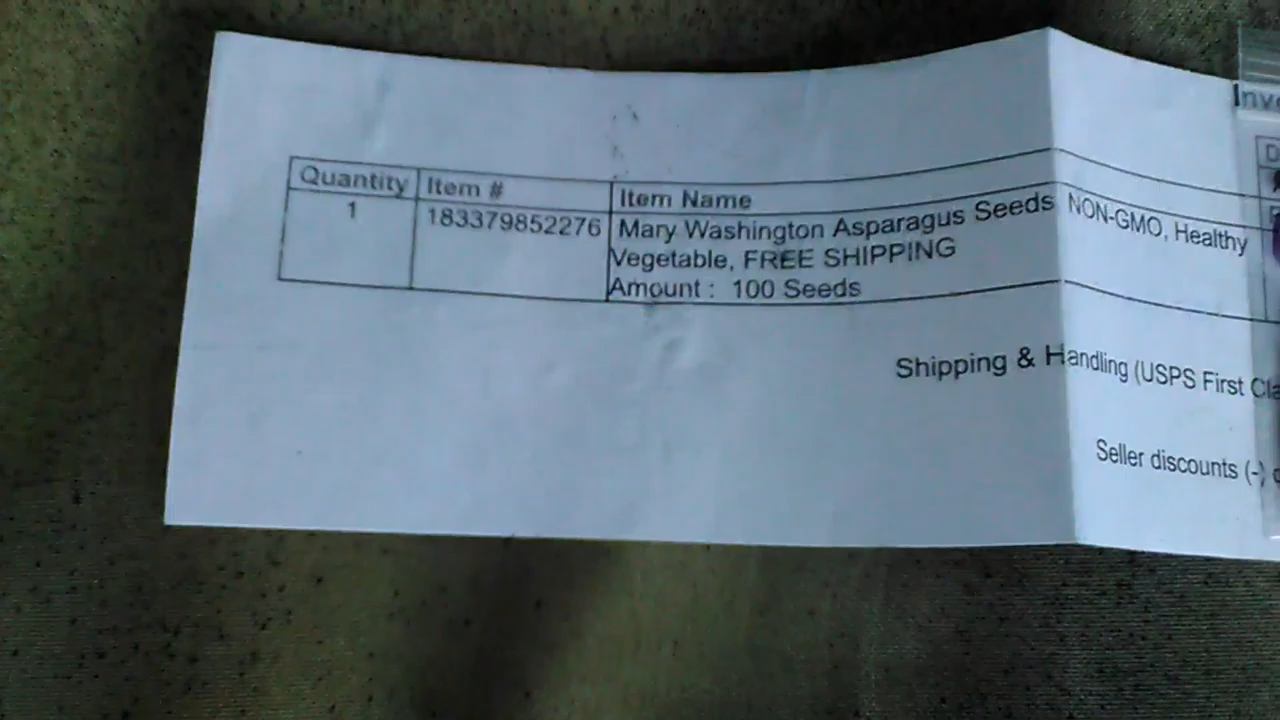 Inv
Quantity Item # Item Name
1 183379852276 Mary Washington Asparagus Seeds NON-GMO, Healthy
Vegetable, FREE SHIPPING
Amount : 100 Seeds
Shipping & Handling (USPS First Cla
Seller discounts (-)